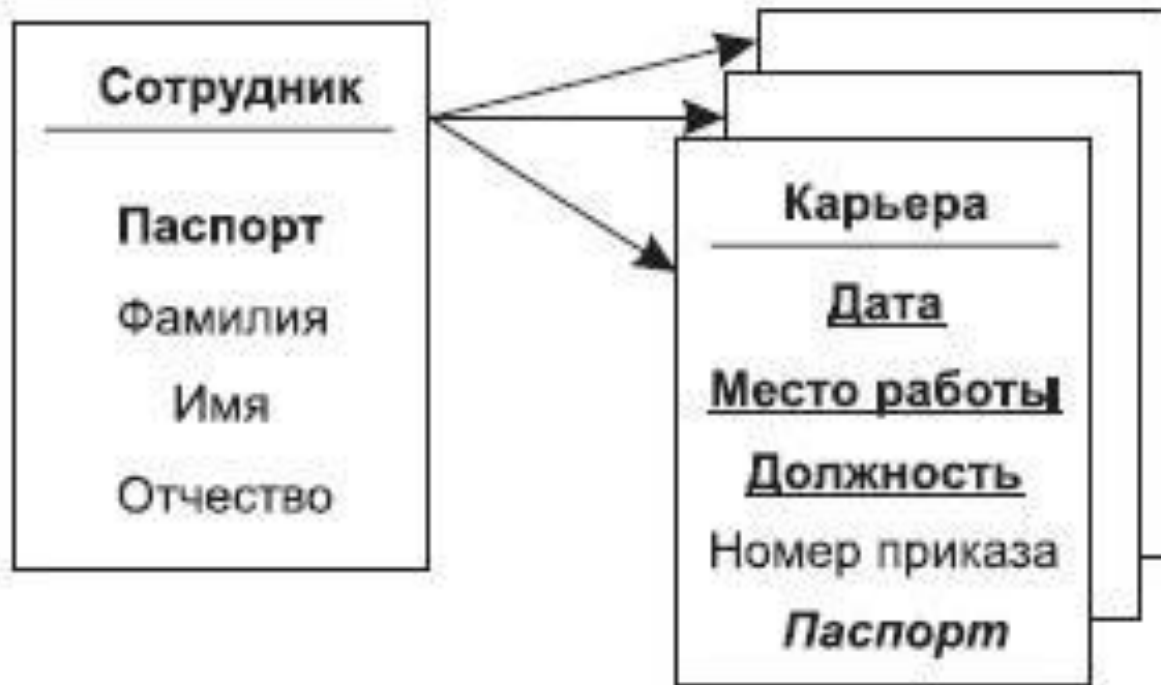 Сотрудник
Паспорт
Фамилия
Имя
Отчество
Карьера
Дата
Место работы
Должность
Номер приказа
Паспорт